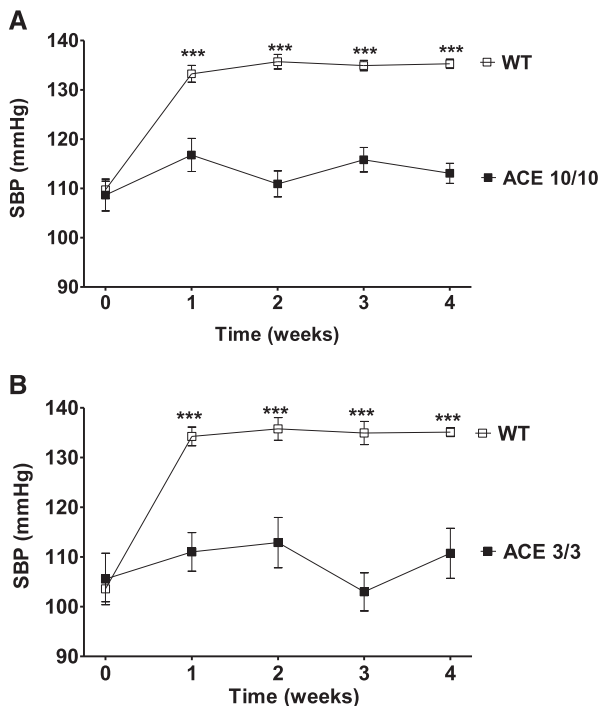 A
SBP (mmHg)
140
130
120
110
100
90
*** *** *** ***
WT
ACE 10/10
0 1 2 3 4
Time (weeks)
B
SBP (mmHg)
140
130
120
110
100
90
*** *** *** ***
WT
ACE 3/3
0 1 2 3 4
Time (weeks)